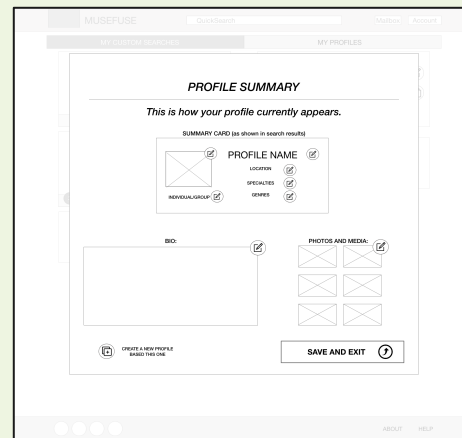 MUSEFUSE QuickSearch Mailbox Account
MY CUSTOM SEARCHES MY PROFILES
PROFILE SUMMARY
This is how your profile currently appears.
SUMMARY CARD (as shown in search results)
PROFILE NAME
LOCATION
SPECIALTIES
INDIVIDUAL/GROUP GENRES
BIO: PHOTOS AND MEDIA:
CREATE A NEW PROFILE
BASED THIS ONE
SAVE AND EXIT
ABOUT HELP